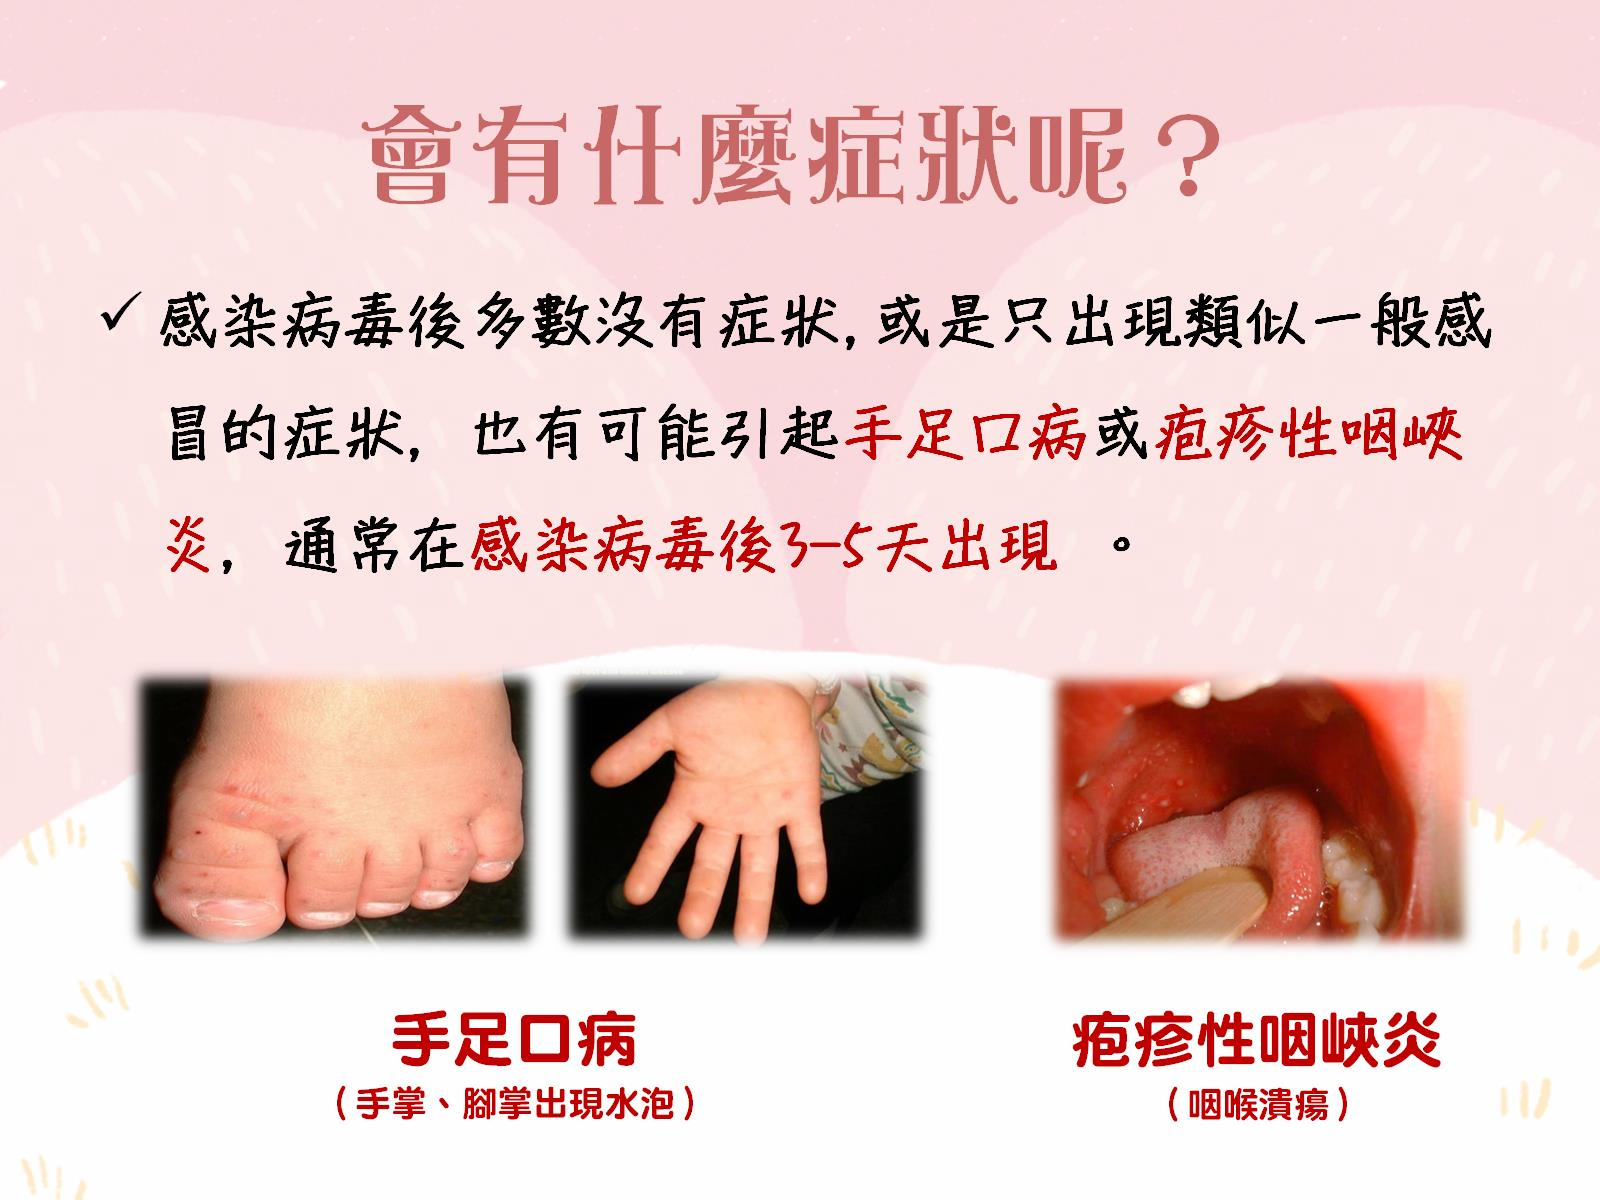 會有什麼症狀呢？
✓ 感染病毒後多數沒有症狀，或是只出現類似一般感
冒的症狀，也有可能引起手足口病或疱疹性咽峽
炎，通常在感染病毒後3-5天出現 。
手足口病
（手掌、腳掌出現水泡）
疱疹性咽峽炎
（咽喉潰瘍）